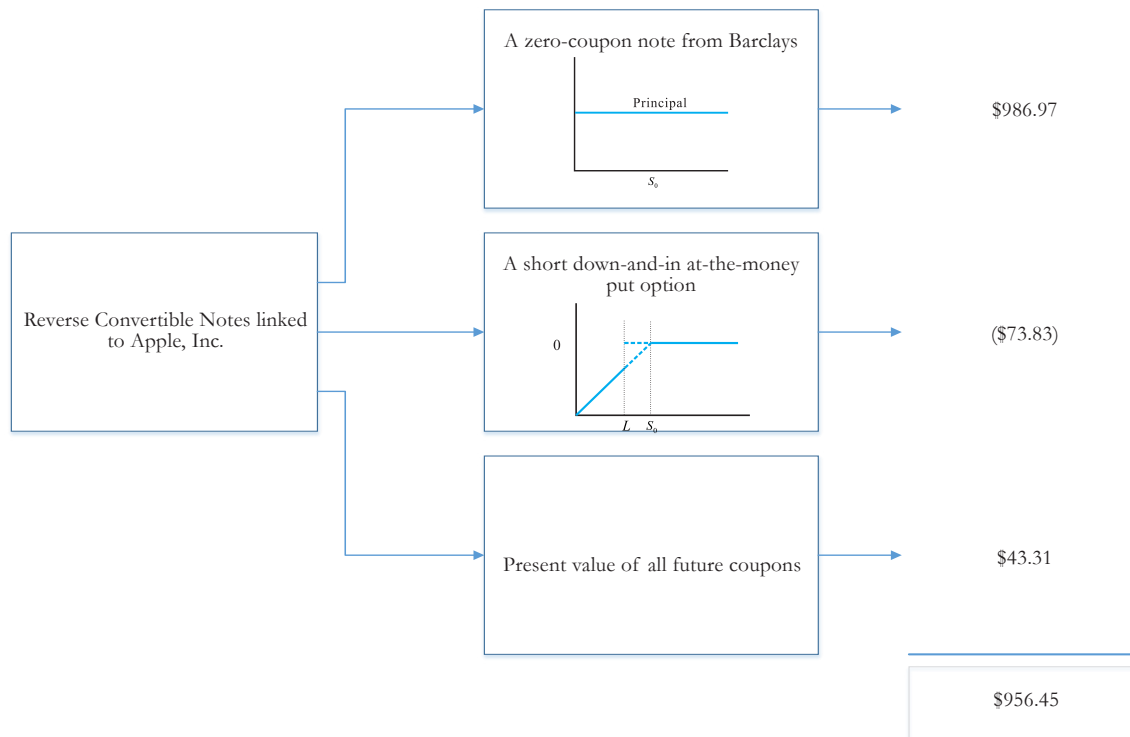 A zero-coupon note from Barclays
Principal
S₀
$986.97
Reverse Convertible Notes linked
to Apple, Inc.
A short down-and-in at-the-money
put option
0
L S₀
($73.83)
Present value of all future coupons
$43.31
$956.45